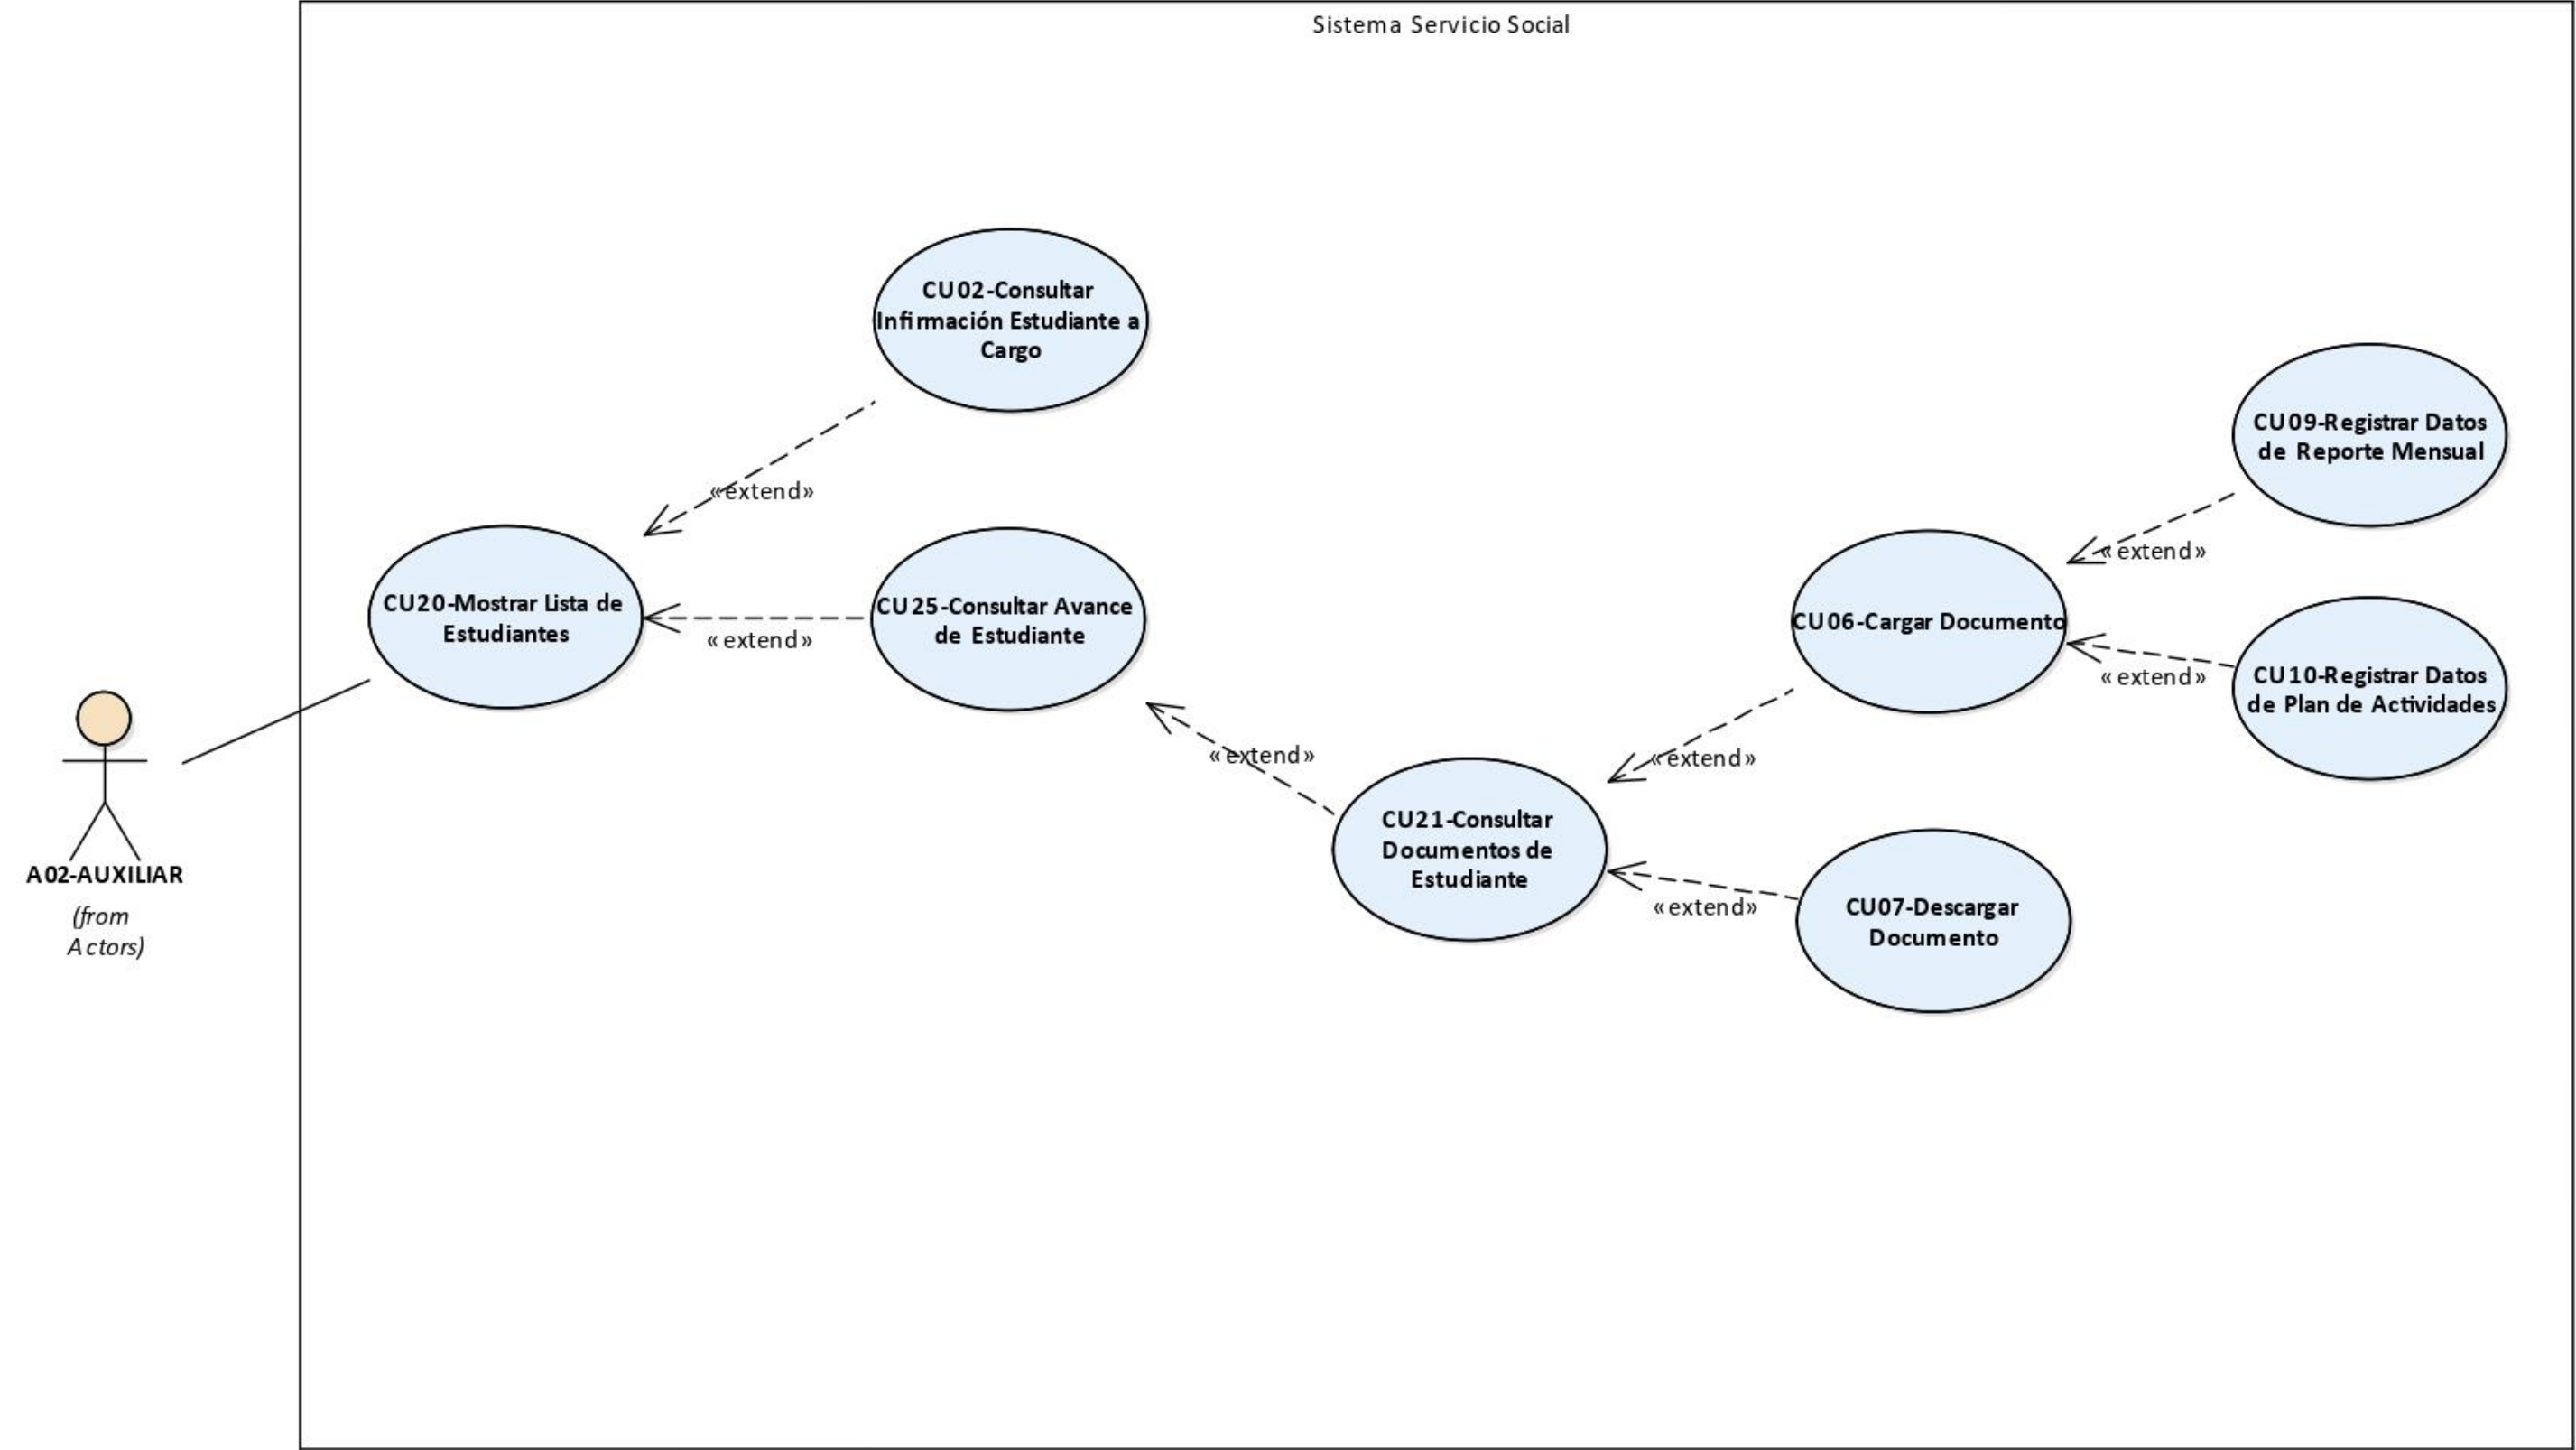 Sistema Servicio Social
CU02-Consultar
Infirmación Estudiante a
Cargo
«extend»
CU20-Mostrar Lista de
Estudiantes
CU25-Consultar Avance
de Estudiante
«extend»
CU09-Registrar Datos
de Reporte Mensual
«extend»
CU06-Cargar Documento
CU10-Registrar Datos
de Plan de Actividades
«extend»
«extend»
«extend»
CU21-Consultar
Documentos de
Estudiante
«extend»
CU07-Descargar
Documento
A02-AUXILIAR
(from
Actors)